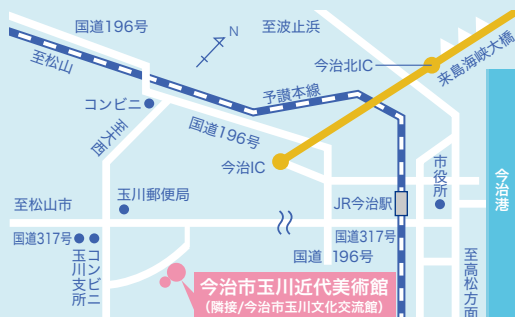 国道196号
N
至波止浜
来島海峡大橋
今治北IC
至松山
予讃本線
コンビニ
国道196号
至大西
今治IC
市役所
今治港
玉川郵便局
JR今治駅
至松山市
国道317号
国道317号
玉川支所
コンビニ
国道196号
至高松方面
今治市玉川近代美術館
(隣接/今治市玉川文化交流館)